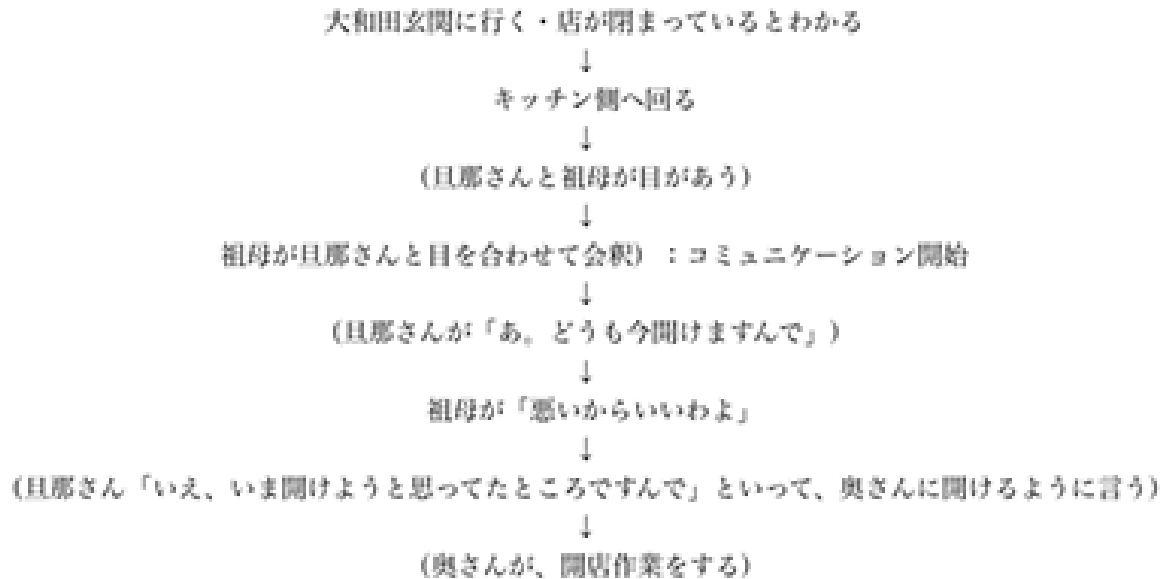 大和田玄関に行く・店が閉まっているとわかる
↓
キッチン側へ回る
↓
(旦那さんと祖母が目があう)
↓
祖母が旦那さんと目を合わせて会釈）：コミュニケーション開始
↓
(旦那さんが「あ。どうも今開けますんで」)
↓
祖母が「悪いからいいわよ」
↓
(旦那さん「いえ、いま開けようと思ってたところですんで」といって、奥さんに開けるように言う)
↓
(奥さんが、開店作業をする)